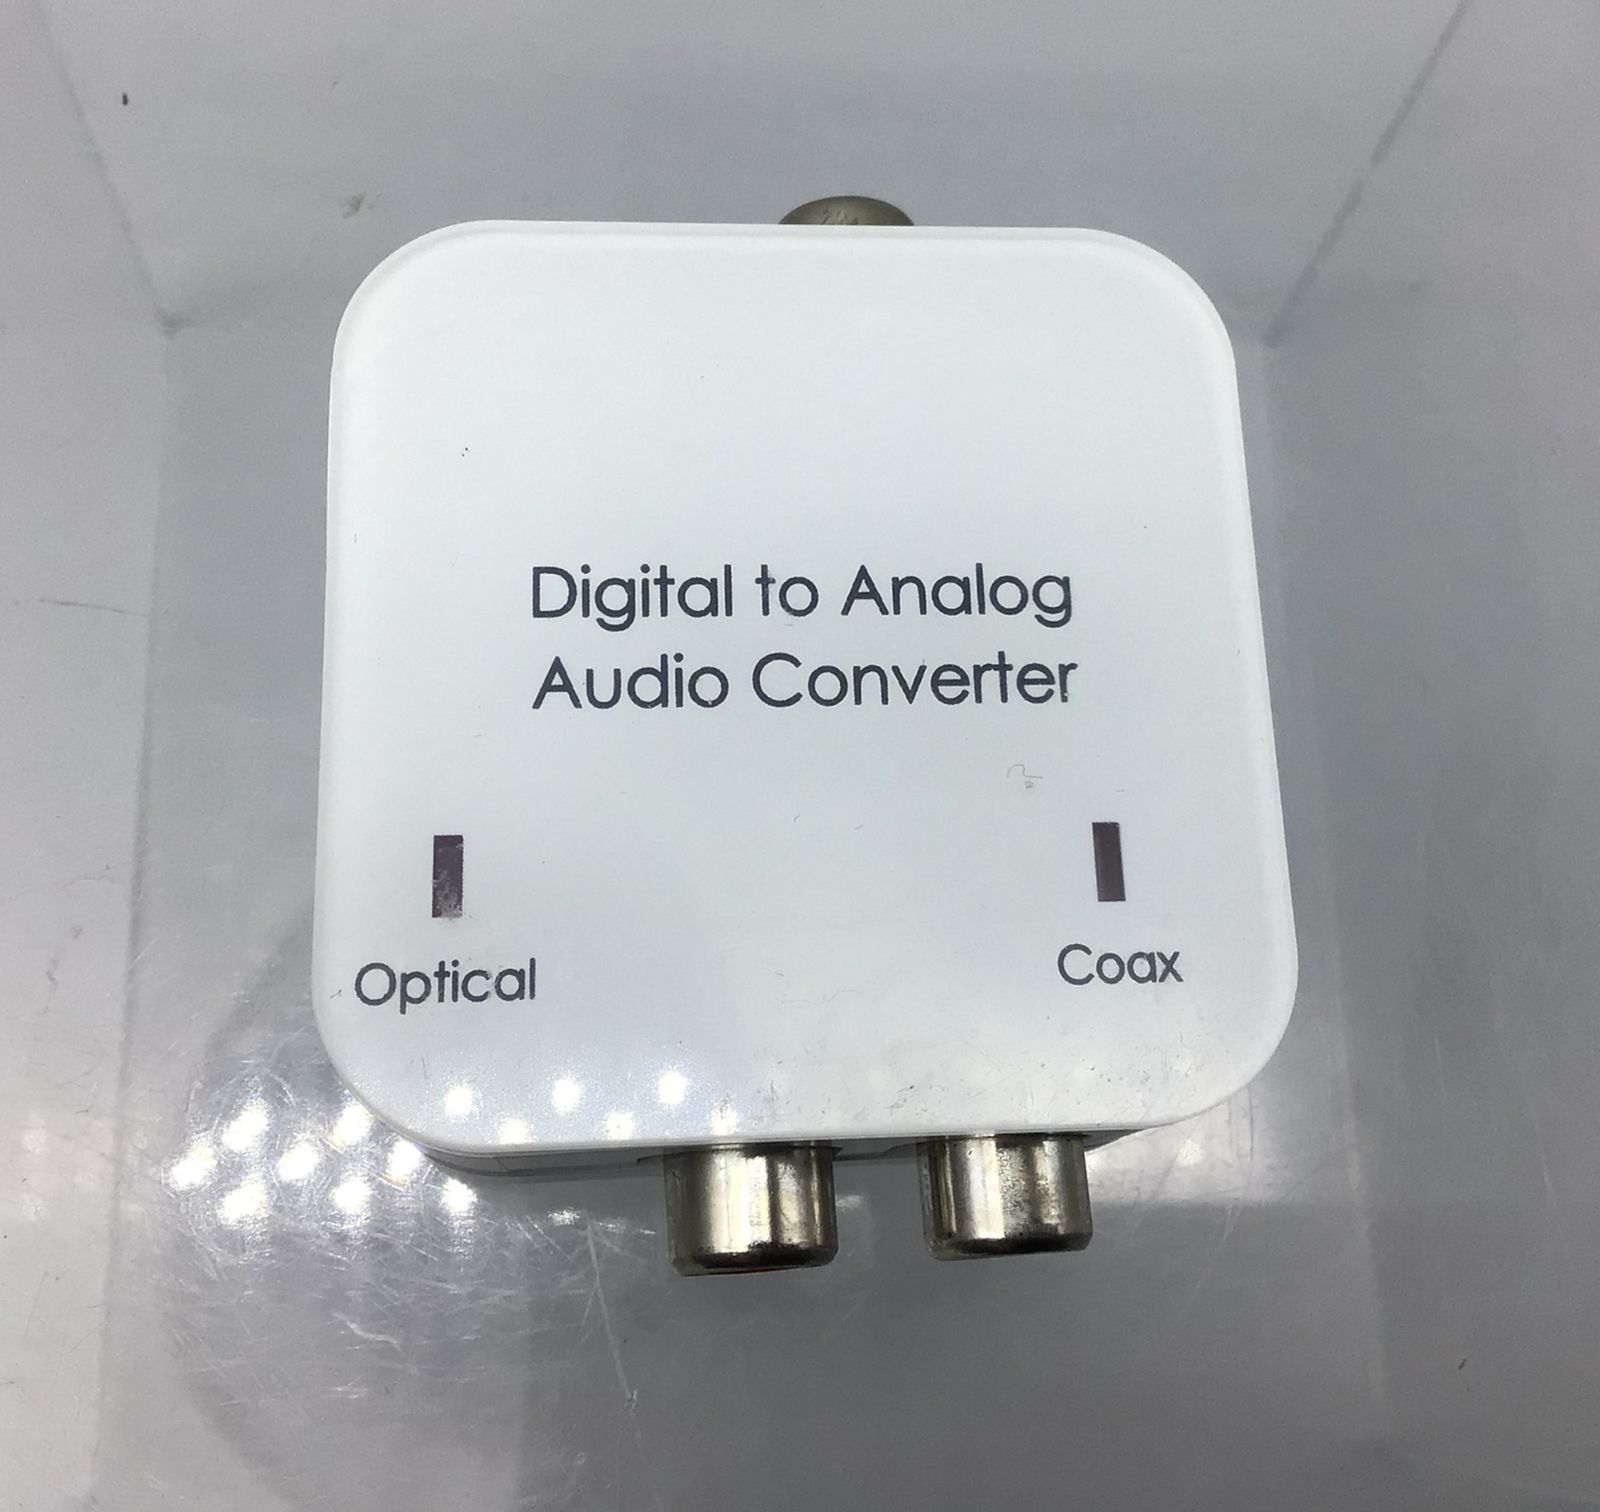 Digital to Analog
Audio Converter
Optical
Coax